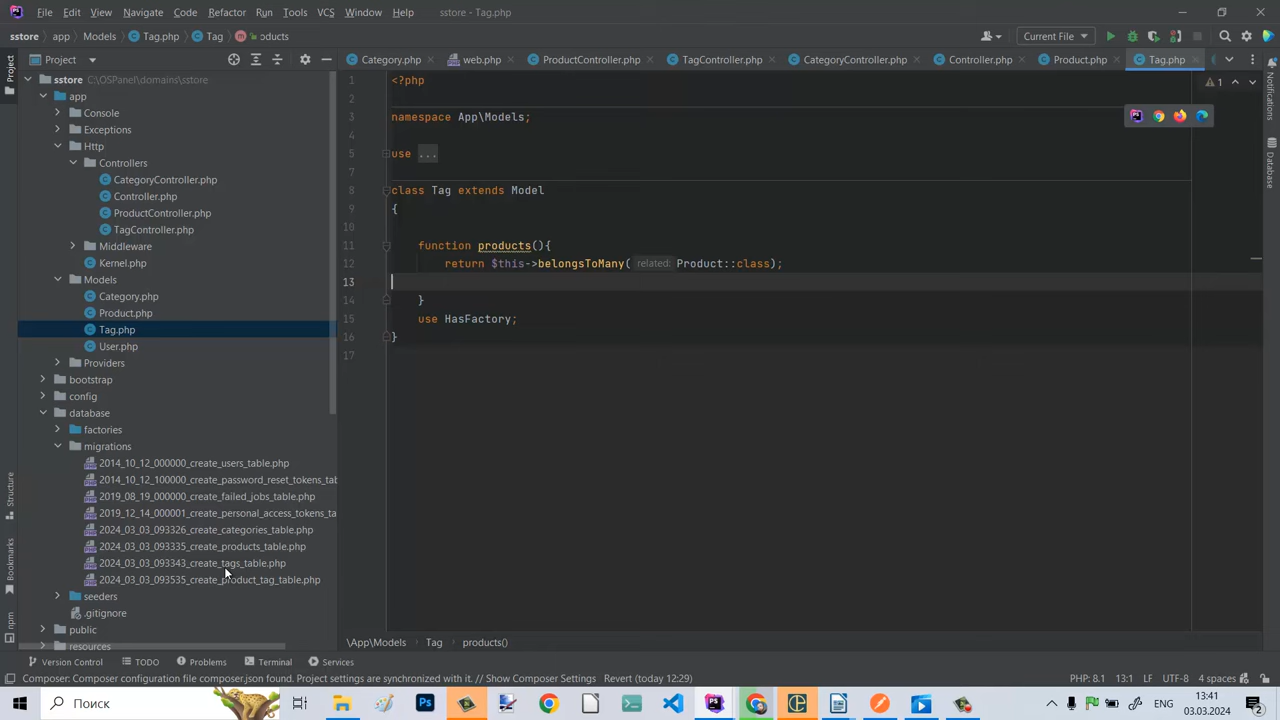 File Edit View Navigate Code Refactor Run Tools VCS Window Help sstore - Tag.php
sstore app Models Tag.php Tag m products Current File
Project
Category.php web.php ProductController.php TagController.php CategoryController.php Controller.php Product.php Tag.php
sstore C:\OSPanel\domains\sstore
app
Console
Exceptions
Http
Controllers
CategoryController.php
Controller.php
ProductController.php
TagController.php
Middleware
Kernel.php
Models
Category.php
Product.php
Tag.php
User.php
Providers
bootstrap
config
database
factories
migrations
2014_10_12_000000_create_users_table.php
2014_10_12_100000_create_password_reset_tokens_tab
2019_08_19_000000_create_failed_jobs_table.php
2019_12_14_000001_create_personal_access_tokens_ta
2024_03_03_093326_create_categories_table.php
2024_03_03_093335_create_products_table.php
2024_03_03_093343_create_tags_table.php
2024_03_03_093535_create_product_tag_table.php
seeders
.gitignore
public
resources
1 <?php
2
3 namespace App\Models;
4
5 use ...
7
8 class Tag extends Model
9 {
10
11 function products(){
12 return $this->belongsToMany( related: Product::class);
13
14 }
15 use HasFactory;
16 }
17
1
Project
Structure
Bookmarks
npm
Notifications
Database
\App\Models Tag products()
Version Control TODO Problems Terminal Services
Composer: Composer configuration file composer.json found. Project settings are synchronized with it. // Show Composer Settings Revert (today 12:29) PHP: 8.1 13:1 LF UTF-8 4 spaces
Поиск
Ps
ENG
13:41
03.03.2024
2